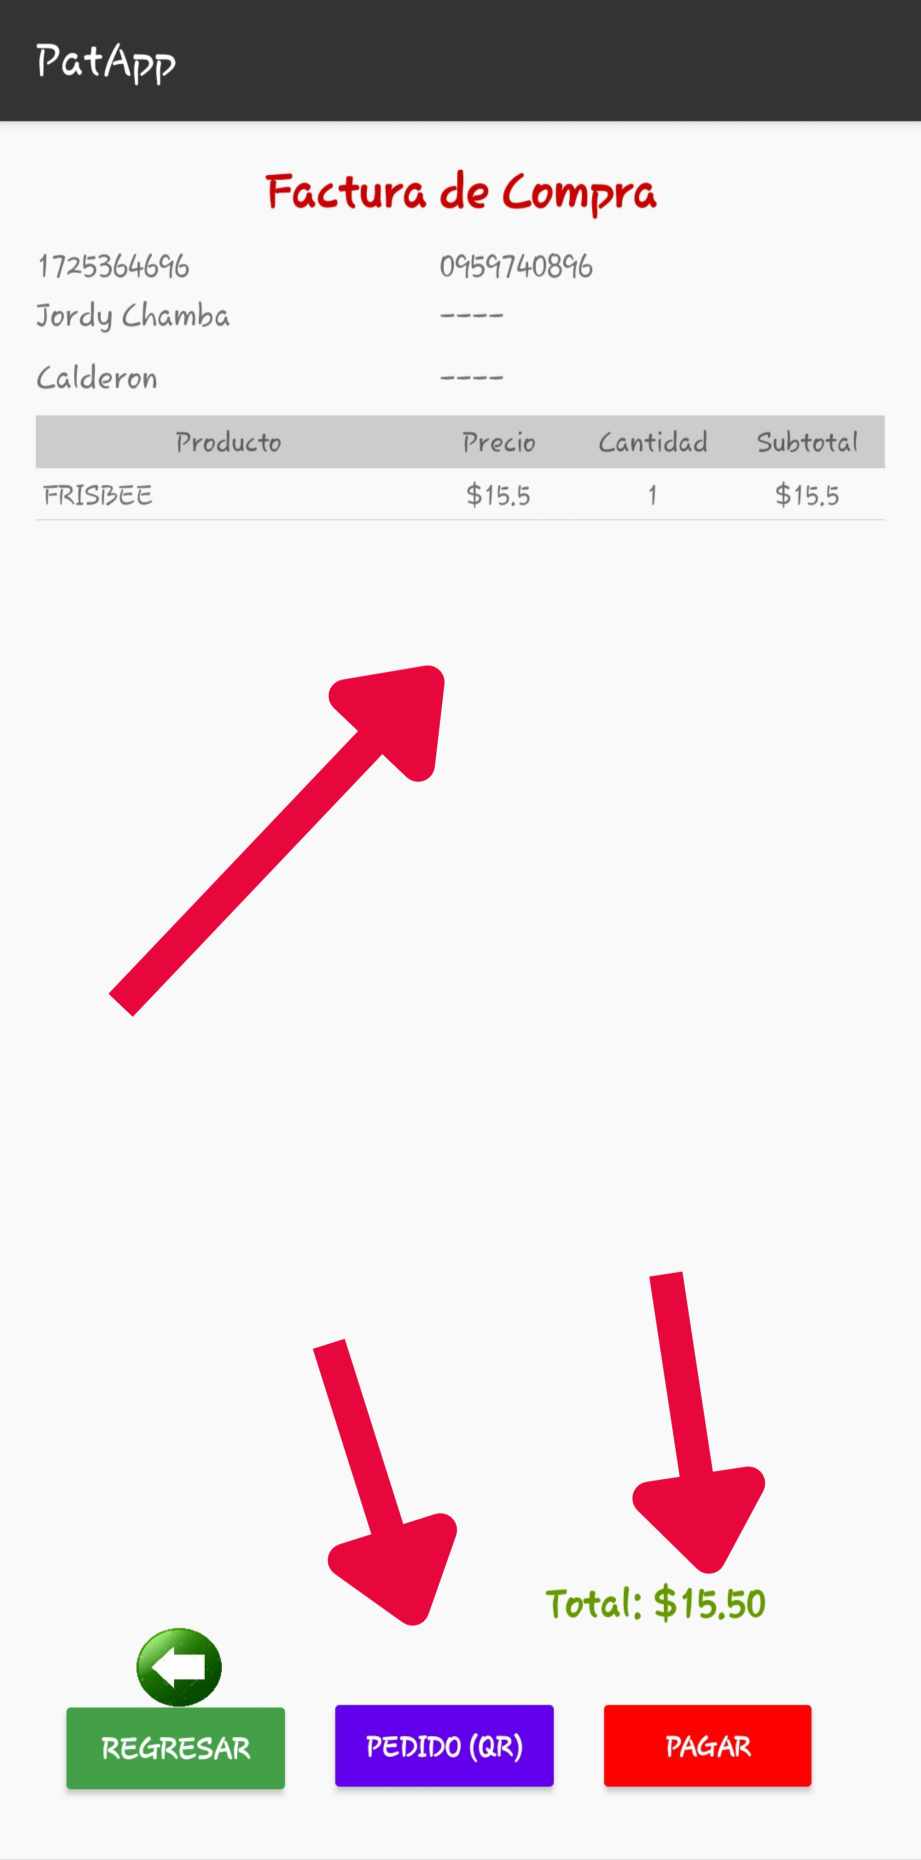 PatApp
Factura de Compra
1725364696 0959740896
Jordy Chamba ----
Calderon ----
Producto Precio Cantidad Subtotal
FRISBEE $15.5 1 $15.5
Total: $15.50
REGRESAR PEDIDO (QR) PAGAR